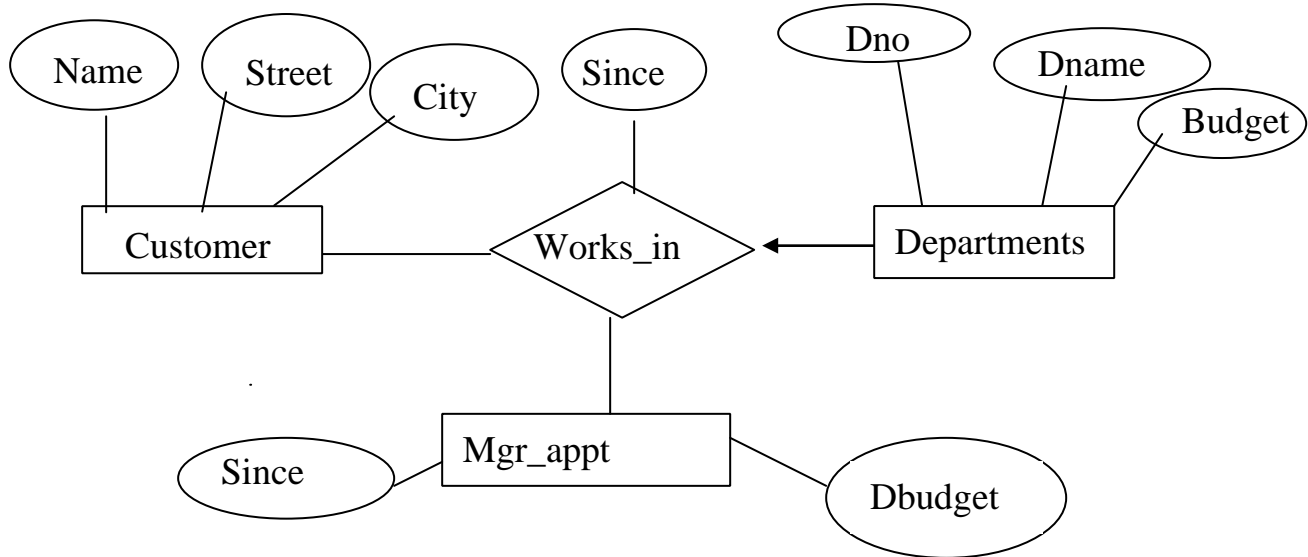 Name
Street
City
Since
Dno
Dname
Budget
Customer
Works_in
Departments
Mgr_appt
Since
Dbudget